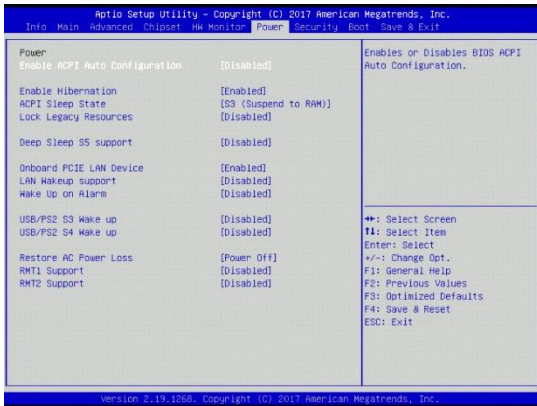 Aptio Setup Utility - Copyright (C) 2017 American Megatrends, Inc.
Info Main Advanced Chipset HW Monitor Power Security Boot Save & Exit
Power
Enable ACPI Auto Configuration [Disabled]
Enable Hibernation [Enabled]
ACPI Sleep State [S3 (Suspend to RAM)]
Lock Legacy Resources [Disabled]
Deep Sleep S5 support [Disabled]
Onboard PCIE LAN Device [Enabled]
LAN Wakeup support [Disabled]
Wake Up on Alarm [Disabled]
USB/PS2 S3 Wake up [Disabled]
USB/PS2 S4 Wake up [Disabled]
Restore AC Power Loss [Power Off]
RMT1 Support [Disabled]
RMT2 Support [Disabled]
Enables or Disables BIOS ACPI
Auto Configuration.
→←: Select Screen
↑↓: Select Item
Enter: Select
+/-: Change Opt.
F1: General Help
F2: Previous Values
F3: Optimized Defaults
F4: Save & Reset
ESC: Exit
Version 2.19.1268. Copyright (C) 2017 American Megatrends, Inc.